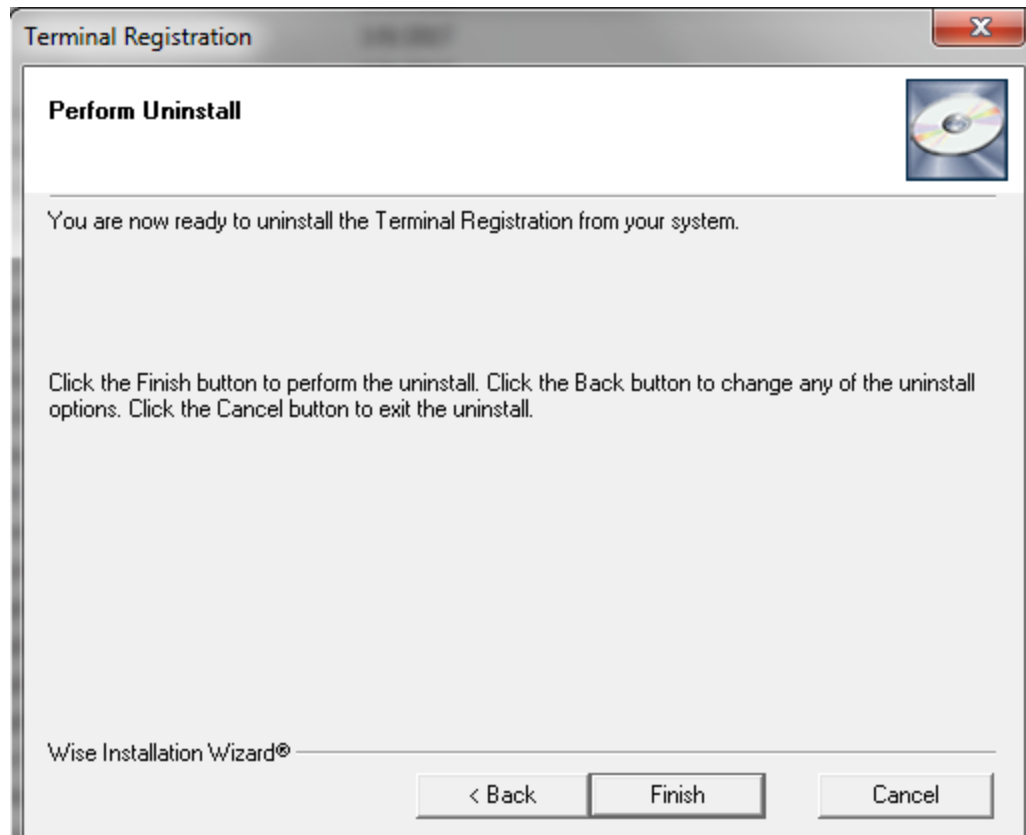 Terminal Registration
Perform Uninstall
You are now ready to uninstall the Terminal Registration from your system.
Click the Finish button to perform the uninstall. Click the Back button to change any of the uninstall
options. Click the Cancel button to exit the uninstall.
Wise Installation Wizard®
< Back
Finish
Cancel